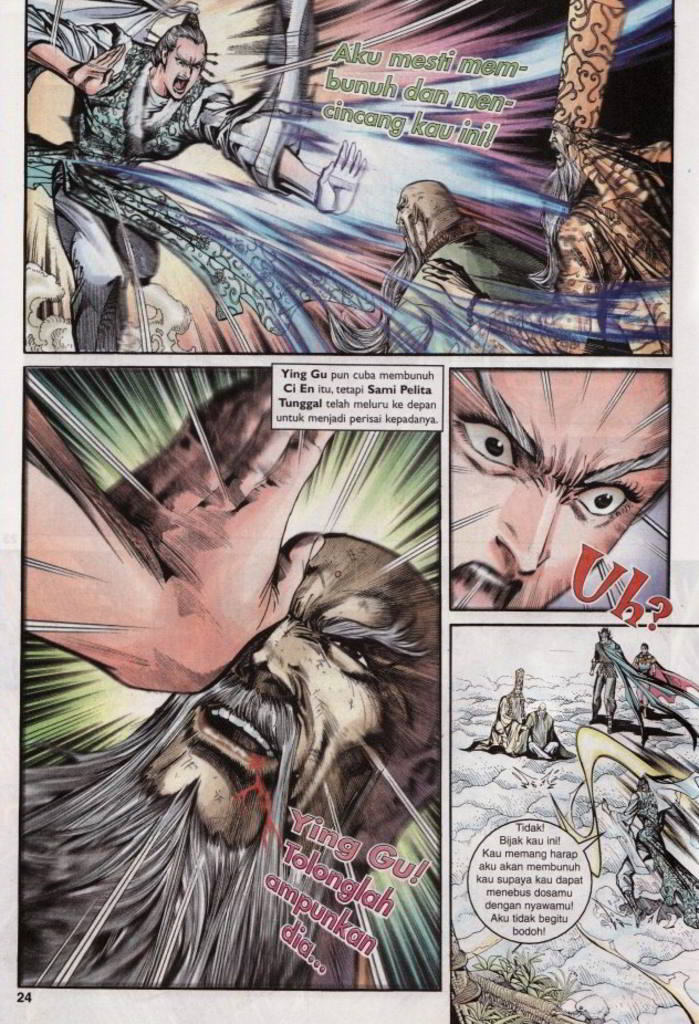 Aku mesti mem-
bunuh dan men-
cincang kau ini!
Ying Gu pun cuba membunuh
Ci En itu, tetapi Sami Pelita
Tunggal telah meluru ke depan
untuk menjadi perisai kepadanya.
Uh?
Ying Gu!
Tolonglah
ampunkan
dia...
Tidak!
Bijak kau ini!
Kau memang harap
aku akan membunuh
kau supaya kau dapat
menebus dosamu
dengan nyawamu!
Aku tidak begitu
bodoh!
24